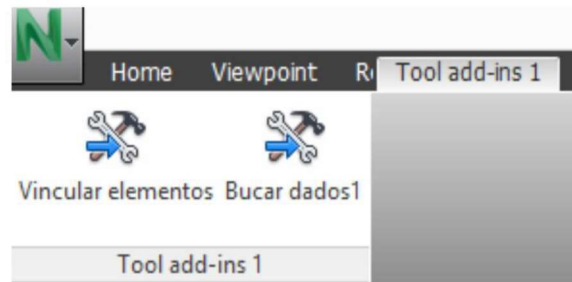 N
Home Viewpoint R Tool add-ins 1
Vincular elementos Bucar dados1
Tool add-ins 1